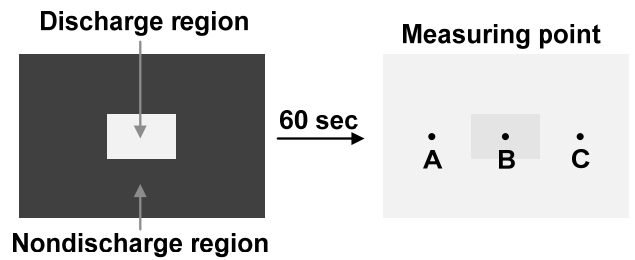 Discharge region
Measuring point
60 sec
A
B
C
Nondischarge region